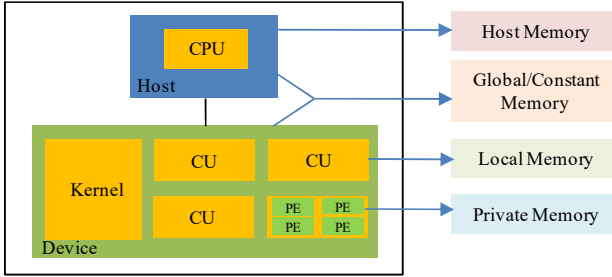 CPU
Host
Host Memory
Global/Constant
Memory
Kernel
CU
CU
Local Memory
CU
PE PE
PE PE
Private Memory
Device